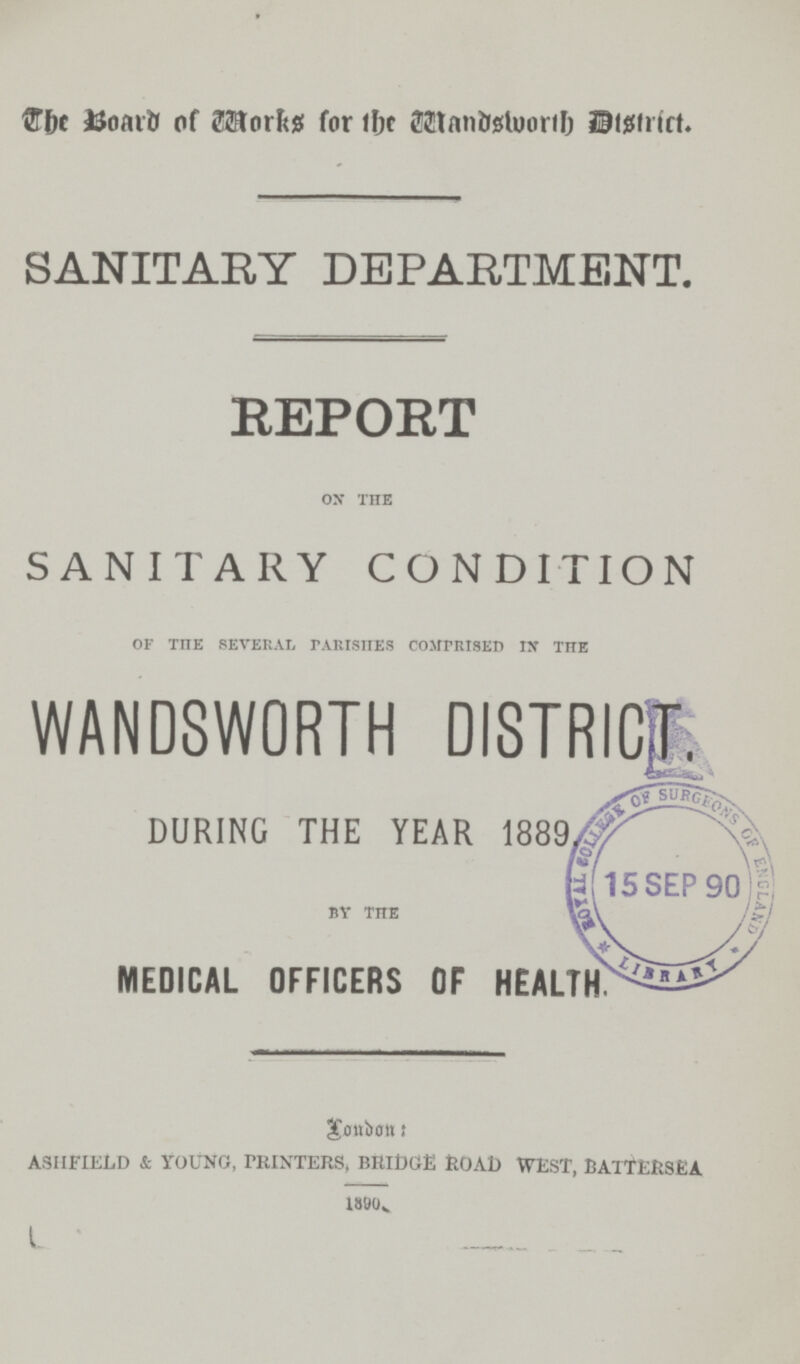 The Board of Works for the Wandsworth District.
SANITARY DEPARTMENT.
REPORT
ON THE
SANITARY CONDITION
OF THE SEVERAL PARISHES COMPRISED IN THE
WANDSWORTH DISTRICT.
DURING THE YEAR 1889,
BY THE
MEDICAL OFFICERS OF HEALTH.
ROYAL COLLEGE OF SURGEONS OF ENGLAND
15 SEP 90
* LIBRARY *
London:
ASHFIELD & YOUNG, PRINTERS, BRIDGE ROAD WEST, BATTERSEA
1890.